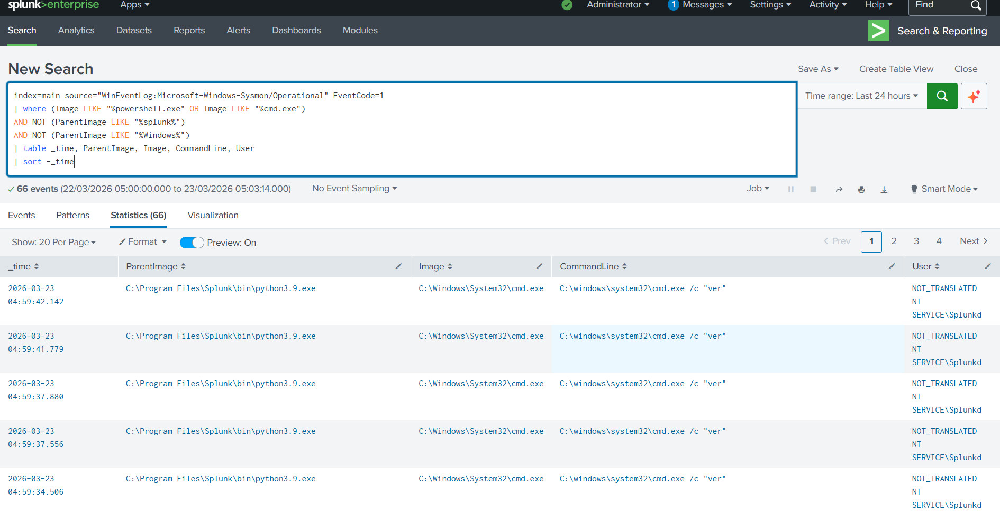 splunk>enterprise Apps Administrator 1 Messages Settings Activity Help Find
Search Analytics Datasets Reports Alerts Dashboards Modules > Search & Reporting
New Search
Save As Create Table View Close
index=main source="WinEventLog:Microsoft-Windows-Sysmon/Operational" EventCode=1
| where (Image LIKE "%powershell.exe" OR Image LIKE "%cmd.exe")
AND NOT (ParentImage LIKE "%splunk%")
AND NOT (ParentImage LIKE "%Windows%")
| table _time, ParentImage, Image, CommandLine, User
| sort -_time
Time range: Last 24 hours
66 events (22/03/2026 05:00:00.000 to 23/03/2026 05:03:14.000) No Event Sampling Job Smart Mode
Events Patterns Statistics (66) Visualization
Show: 20 Per Page Format Preview: On Prev 1 2 3 4 Next
_time ParentImage Image CommandLine User
2026-03-23 C:\Program Files\Splunk\bin\python3.9.exe C:\Windows\System32\cmd.exe C:\windows\system32\cmd.exe /c "ver" NOT_TRANSLATED
04:59:42.142 NT
SERVICE\Splunkd
2026-03-23 C:\Program Files\Splunk\bin\python3.9.exe C:\Windows\System32\cmd.exe C:\windows\system32\cmd.exe /c "ver" NOT_TRANSLATED
04:59:41.779 NT
SERVICE\Splunkd
2026-03-23 C:\Program Files\Splunk\bin\python3.9.exe C:\Windows\System32\cmd.exe C:\windows\system32\cmd.exe /c "ver" NOT_TRANSLATED
04:59:37.880 NT
SERVICE\Splunkd
2026-03-23 C:\Program Files\Splunk\bin\python3.9.exe C:\Windows\System32\cmd.exe C:\windows\system32\cmd.exe /c "ver" NOT_TRANSLATED
04:59:37.556 NT
SERVICE\Splunkd
2026-03-23 C:\Program Files\Splunk\bin\python3.9.exe C:\Windows\System32\cmd.exe C:\windows\system32\cmd.exe /c "ver" NOT_TRANSLATED
04:59:34.506 NT
SERVICE\Splunkd